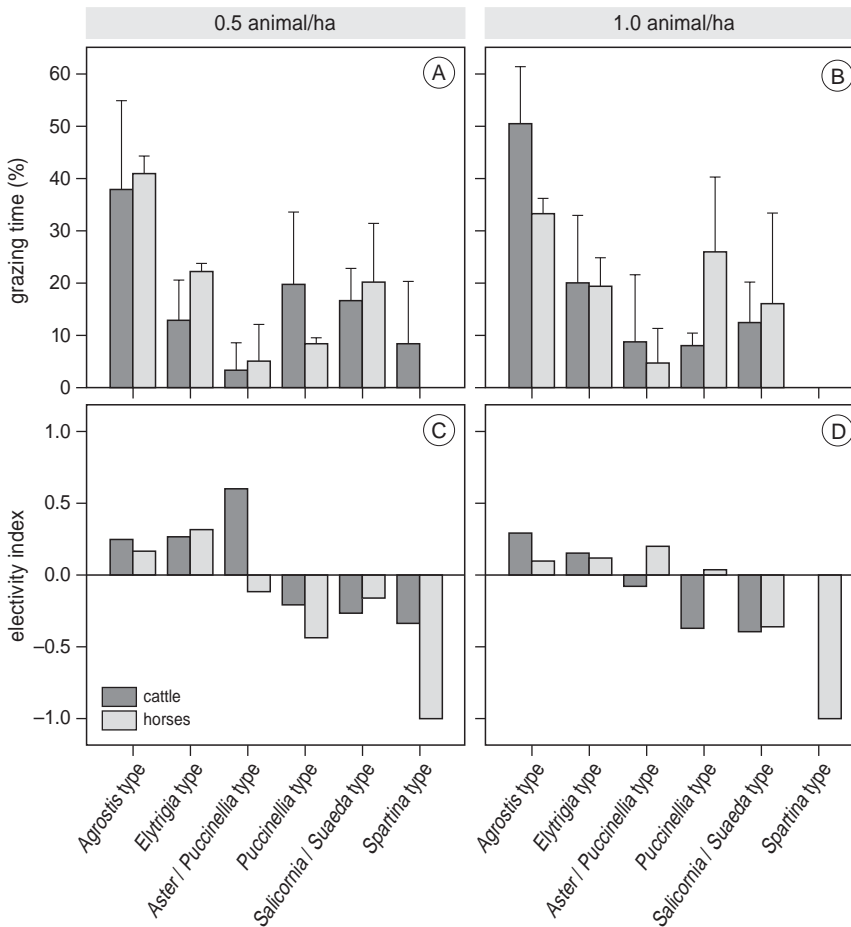 0.5 animal/ha
1.0 animal/ha
A
B
grazing time (%)
60
50
40
30
20
10
0
C
D
electivity index
1.0
0.5
0.0
−0.5
−1.0
cattle
horses
Agrostis type
Elytrigia type
Aster / Puccinellia type
Puccinellia type
Salicornia / Suaeda type
Spartina type
Agrostis type
Elytrigia type
Aster / Puccinellia type
Puccinellia type
Salicornia / Suaeda type
Spartina type